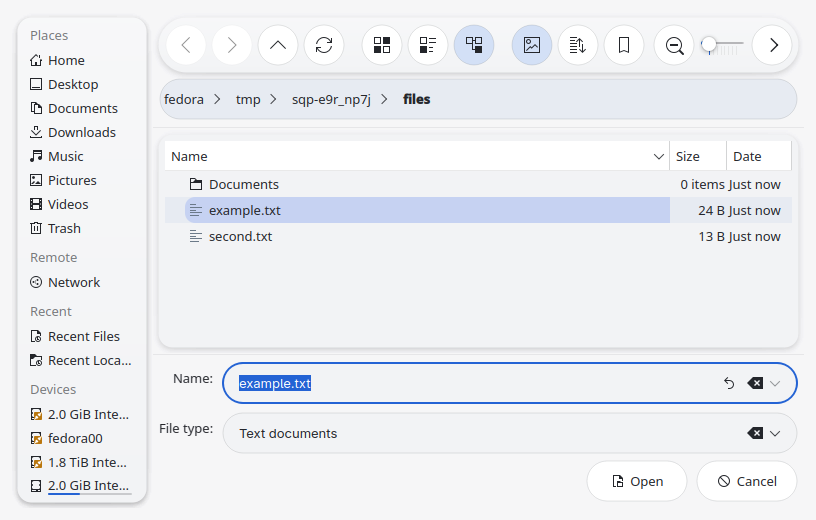 Places
Home
Desktop
Documents
Downloads
Music
Pictures
Videos
Trash
Remote
Network
Recent
Recent Files
Recent Loca...
Devices
2.0 GiB Inte...
fedora00
1.8 TiB Inte...
2.0 GiB Inte...
fedora tmp sqp-e9r_np7j files
Name Size Date
Documents 0 items Just now
example.txt 24 B Just now
second.txt 13 B Just now
Name: example.txt
File type: Text documents
Open Cancel